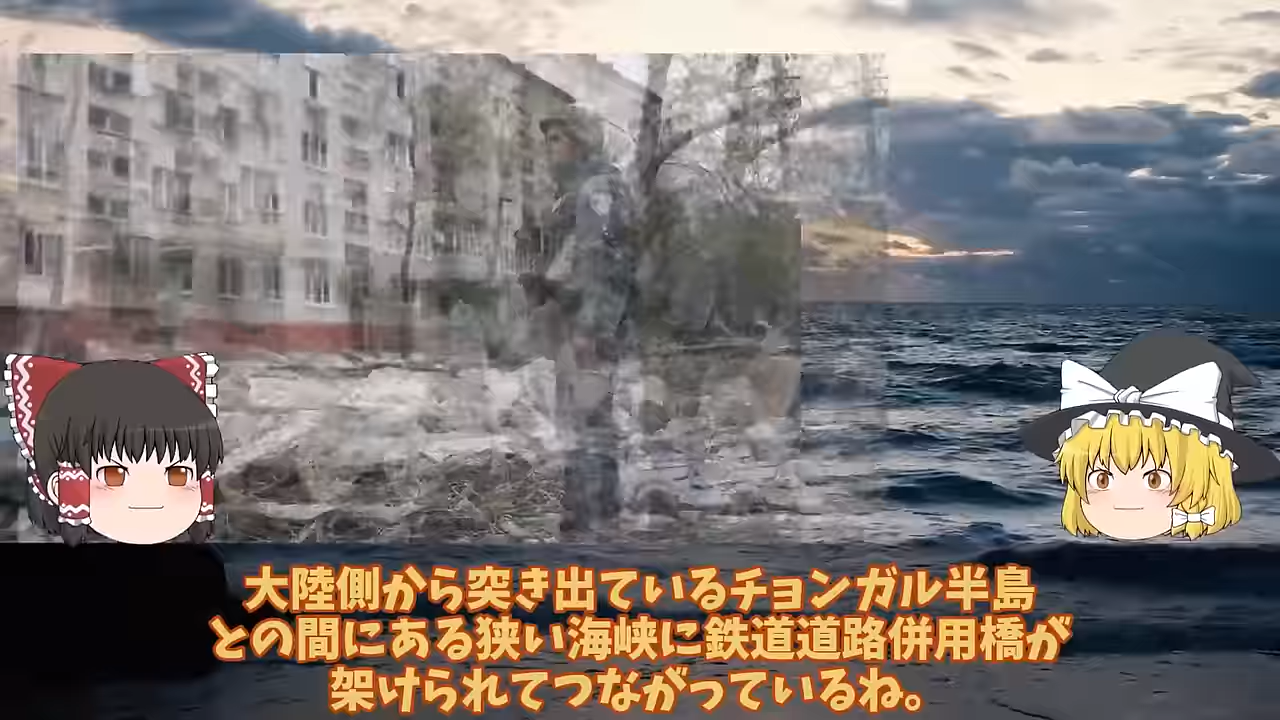 大陸側から突き出ているチョンガル半島
との間にある狭い海峡に鉄道道路併用橋が
架けられてつながっているね。